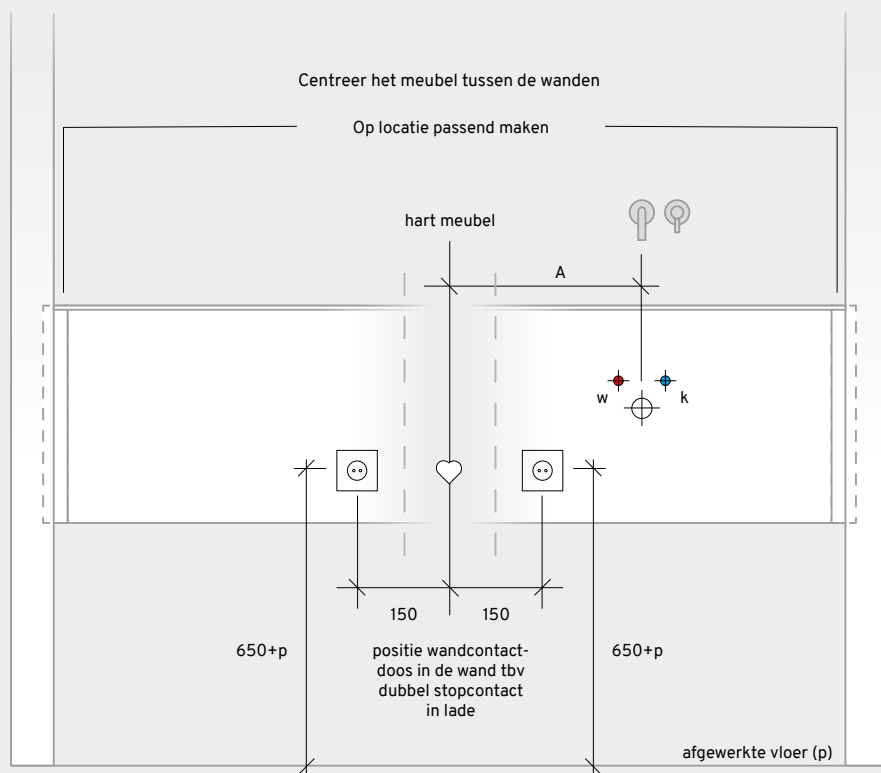 Centreer het meubel tussen de wanden
Op locatie passend maken
hart meubel
A
w
k
150
150
650+p
positie wandcontact-
doos in de wand tbv
dubbel stopcontact
in lade
650+p
afgewerkte vloer (p)